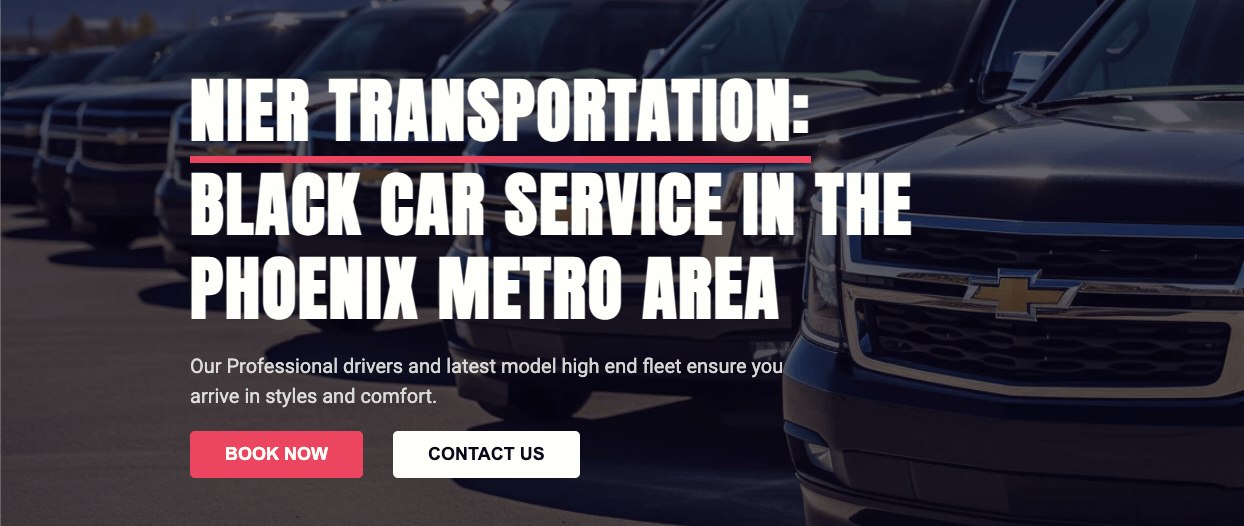 NIER TRANSPORTATION:
BLACK CAR SERVICE IN THE
PHOENIX METRO AREA
Our Professional drivers and latest model high end fleet ensure you
arrive in styles and comfort.
BOOK NOW
CONTACT US